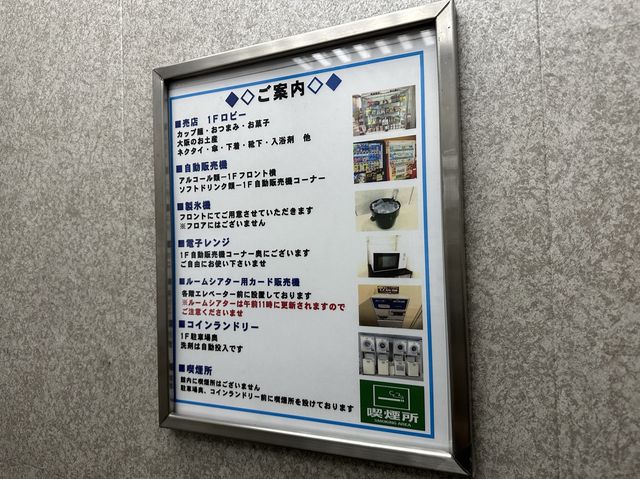 ◆◇ご案内◇◆
■売店 1Fロビー
カップ麺・おつまみ・お菓子
大阪のお土産
ネクタイ・傘・下着・靴下・入浴剤 他
■自動販売機
アルコール類ー1Fフロント横
ソフトドリンク類ー1F自動販売機コーナー
■製氷機
フロントにてご用意させていただきます
※フロアにはございません
■電子レンジ
1F自動販売機コーナー奥にございます
ご自由にお使い下さいませ
■ルームシアター用カード販売機
各階エレベーター前に設置しております
※ルームシアターは午前11時に更新されますので
ご注意くださいませ
■コインランドリー
1F駐車場奥
洗剤は自動投入です
■喫煙所
館内に喫煙所はございません
駐車場奥、コインランドリー前に喫煙所を設けております
喫煙所
SMOKING AREA